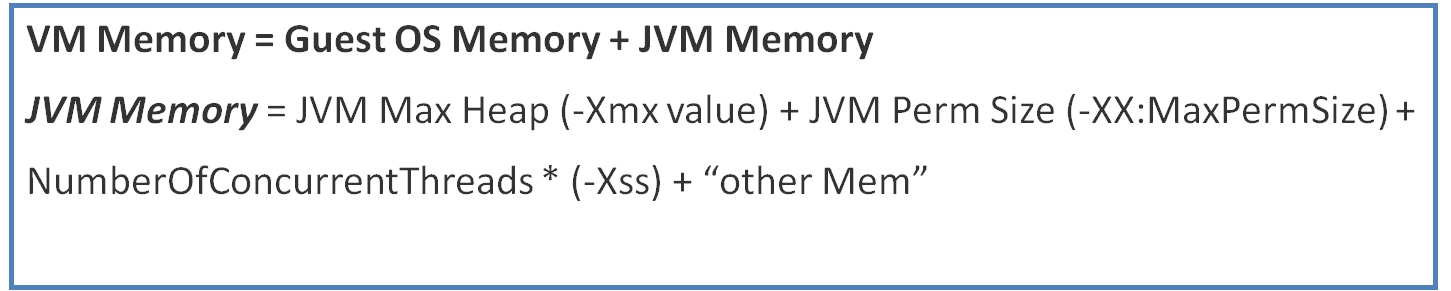 VM Memory = Guest OS Memory + JVM Memory
JVM Memory = JVM Max Heap (-Xmx value) + JVM Perm Size (-XX:MaxPermSize) +
NumberOfConcurrentThreads * (-Xss) + “other Mem”